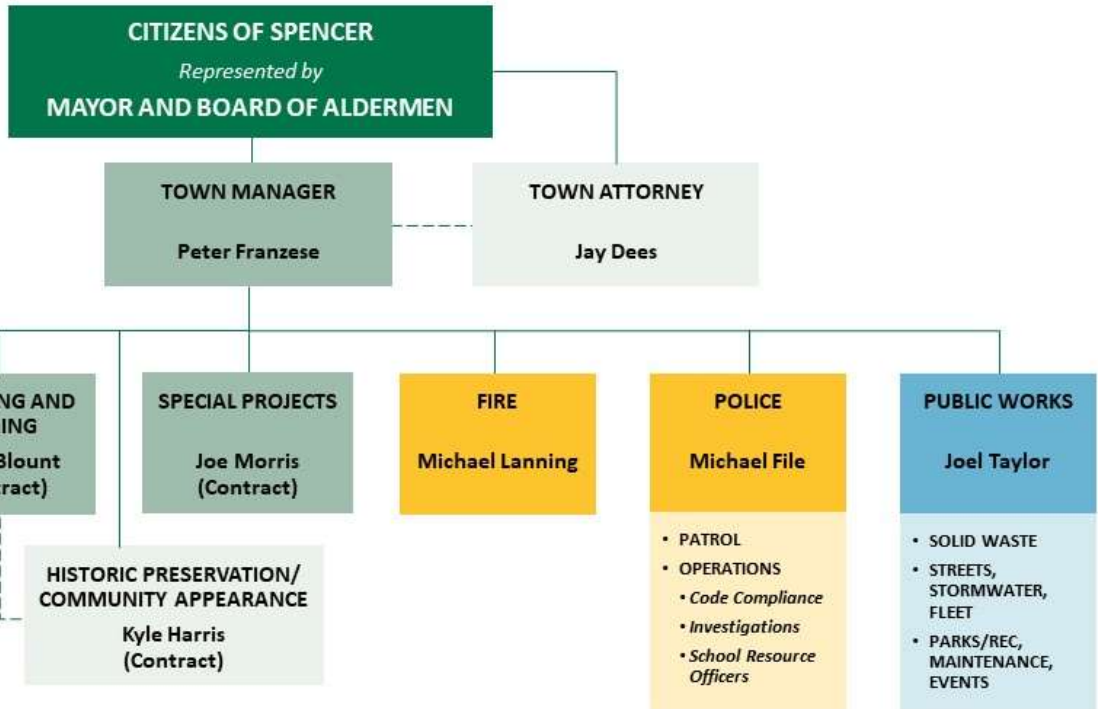 CITIZENS OF SPENCER
Represented by
MAYOR AND BOARD OF ALDERMEN
TOWN MANAGER
Peter Franzese
TOWN ATTORNEY
Jay Dees
AND
Blount
SPECIAL PROJECTS
Joe Morris
(Contract)
FIRE
Michael Lanning
POLICE
Michael File
PUBLIC WORKS
Joel Taylor
HISTORIC PRESERVATION/
COMMUNITY APPEARANCE
Kyle Harris
(Contract)
• PATROL
• OPERATIONS
• Code Compliance
• Investigations
• School Resource
Officers
• SOLID WASTE
• STREETS,
STORMWATER,
FLEET
• PARKS/REC,
MAINTENANCE,
EVENTS